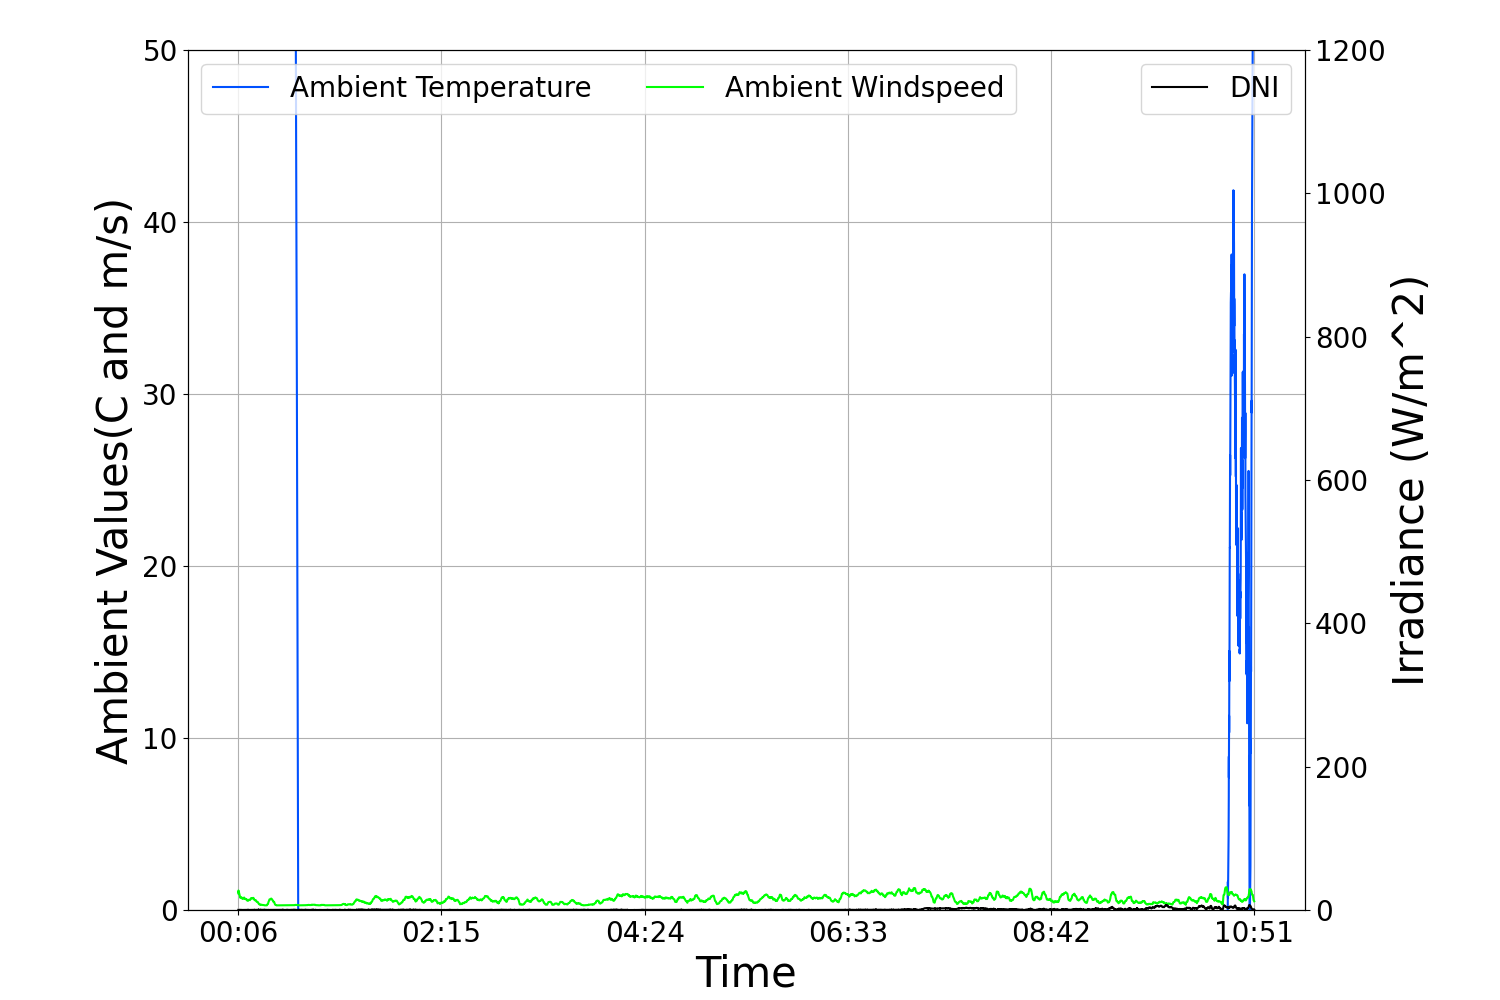 Ambient Temperature
Ambient Windspeed
DNI
Ambient Values(C and m/s)
50
40
30
20
10
0
1200
1000
800
600
400
200
0
Irradiance (W/m^2)
00:06 02:15 04:24 06:33 08:42 10:51
Time